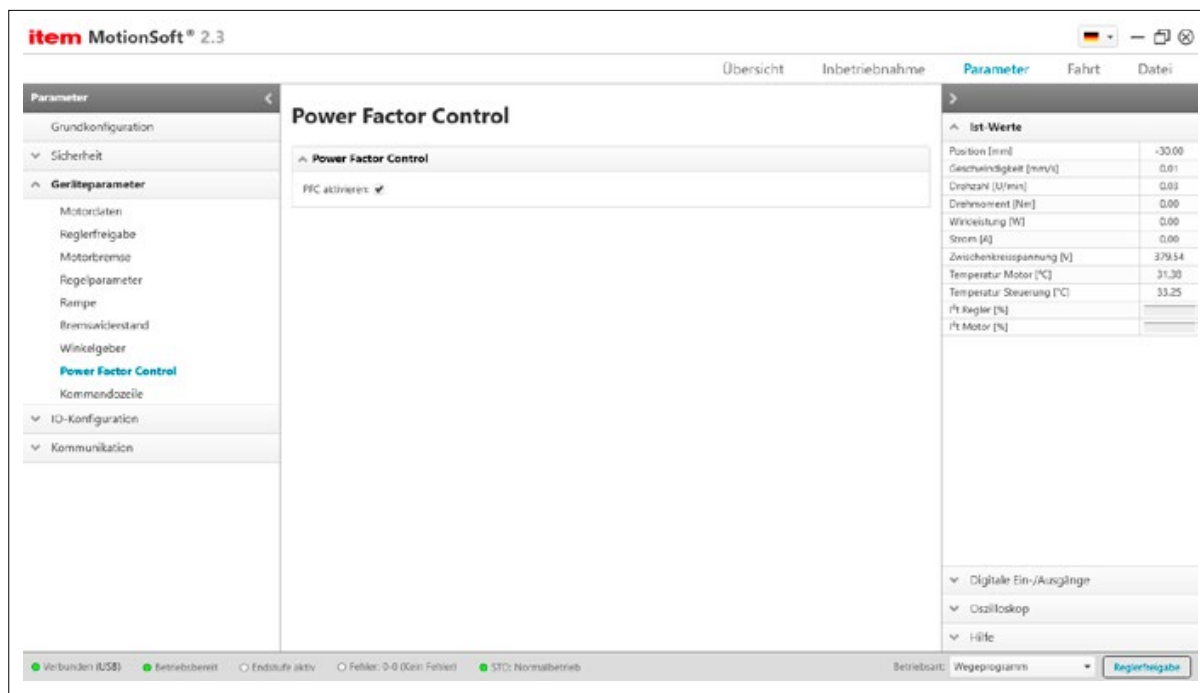 item MotionSoft® 2.3
Übersicht Inbetriebnahme Parameter Fahrt Datei
Parameter
Grundkonfiguration
Sicherheit
Geräteparameter
Motordaten
Reglerfreigabe
Motorbremse
Regelparameter
Rampe
Bremswiderstand
Winkelgeber
Power Factor Control
Kommandozeile
IO-Konfiguration
Kommunikation
Power Factor Control
Power Factor Control
PFC aktivieren:
Ist-Werte
Position [mm] -30.00
Geschwindigkeit [mm/s] 0.01
Drehzahl [U/min] 0.03
Drehmoment [Nm] 0.00
Wirkleistung [W] 0.00
Strom [A] 0.00
Zwischenkreisspannung [V] 379.54
Temperatur Motor [°C] 31.30
Temperatur Steuerung [°C] 33.25
I²t Regler [%]
I²t Motor [%]
Digitale Ein-/Ausgänge
Oszilloskop
Hilfe
Verbunden (USB) Betriebsbereit Endstufe aktiv Fehler: 0-0 (Kein Fehler) STO: Normalbetrieb Betriebsart: Wegeprogramm Reglerfreigabe